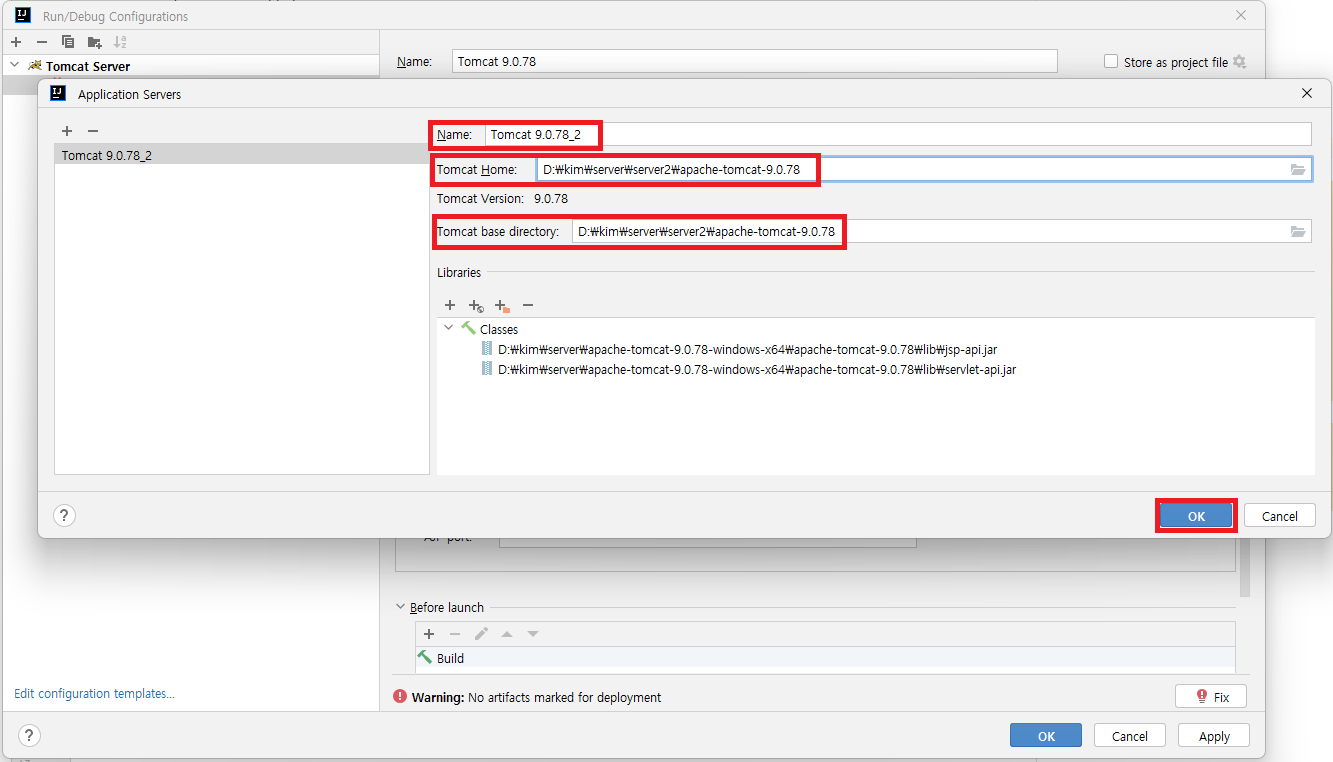 Run/Debug Configurations
Tomcat Server
Name: Tomcat 9.0.78
Store as project file
Application Servers
Tomcat 9.0.78_2
Name: Tomcat 9.0.78_2
Tomcat Home: D:₩kim₩server₩server2₩apache-tomcat-9.0.78
Tomcat Version: 9.0.78
Tomcat base directory: D:₩kim₩server₩server2₩apache-tomcat-9.0.78
Libraries
Classes
D:₩kim₩server₩apache-tomcat-9.0.78-windows-x64₩apache-tomcat-9.0.78₩lib₩jsp-api.jar
D:₩kim₩server₩apache-tomcat-9.0.78-windows-x64₩apache-tomcat-9.0.78₩lib₩servlet-api.jar
? OK Cancel
port:
Before launch
Build
Edit configuration templates...
Warning: No artifacts marked for deployment
Fix
? OK Cancel Apply